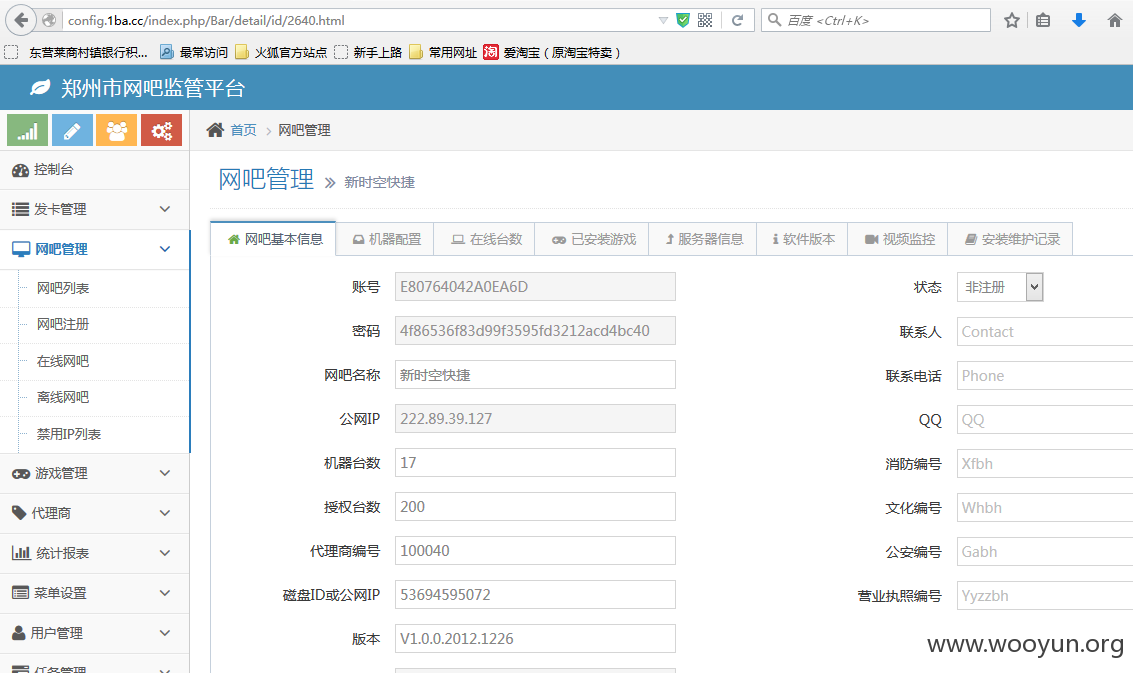 config.1ba.cc/index.php/Bar/detail/id/2640.html
百度 <Ctrl+K>
东营莱商村镇银行积... 最常访问 火狐官方站点 新手上路 常用网址 淘 爱淘宝（原淘宝特卖）
郑州市网吧监管平台
首页 网吧管理
控制台
发卡管理
网吧管理
网吧列表
网吧注册
在线网吧
离线网吧
禁用IP列表
游戏管理
代理商
统计报表
菜单设置
用户管理
任务管理
网吧管理 » 新时空快捷
网吧基本信息 机器配置 在线台数 已安装游戏 服务器信息 软件版本 视频监控 安装维护记录
账号 E80764042A0EA6D
密码 4f86536f83d99f3595fd3212acd4bc40
网吧名称 新时空快捷
公网IP 222.89.39.127
机器台数 17
授权台数 200
代理商编号 100040
磁盘ID或公网IP 53694595072
版本 V1.0.0.2012.1226
状态 非注册
联系人 Contact
联系电话 Phone
QQ QQ
消防编号 Xfbh
文化编号 Whbh
公安编号 Gabh
营业执照编号 Yyzzbh
www.wooyun.org